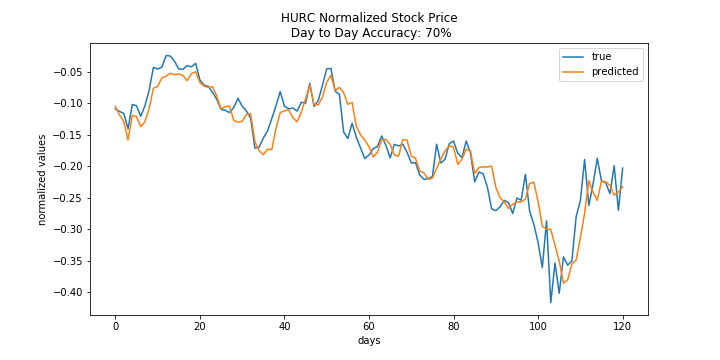 HURC Normalized Stock Price
Day to Day Accuracy: 70%
true
predicted
normalized values
−0.05
−0.10
−0.15
−0.20
−0.25
−0.30
−0.35
−0.40
0
20
40
60
80
100
120
days